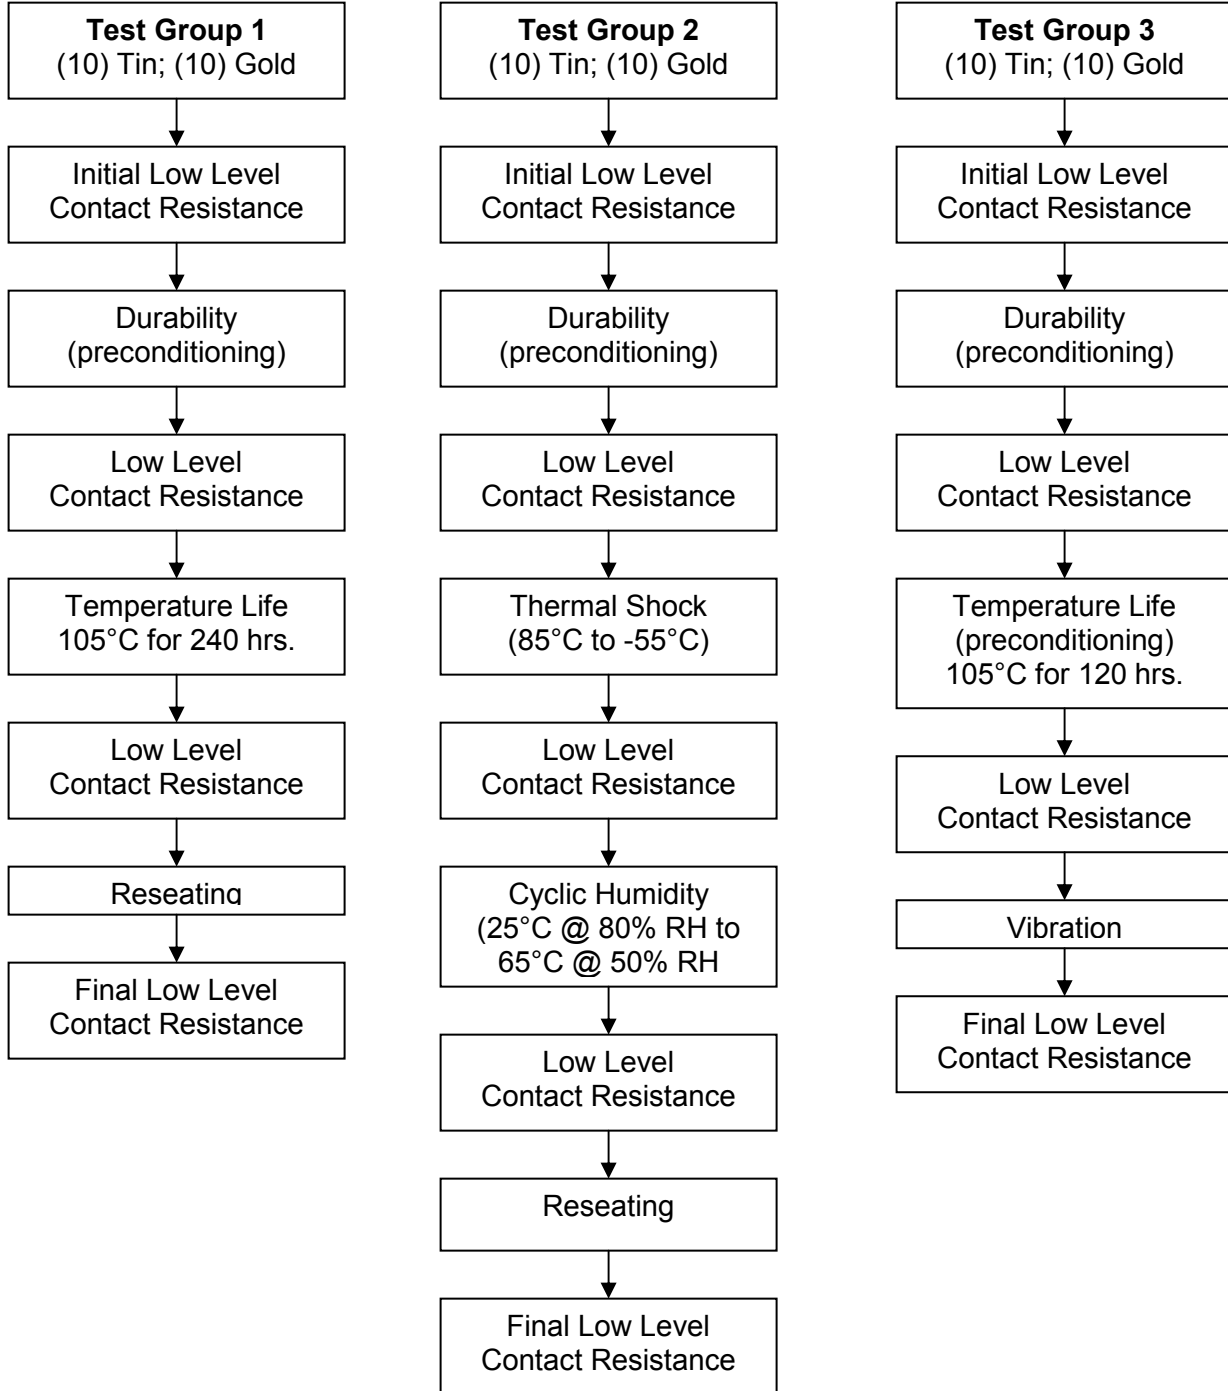 Test Group 1
(10) Tin; (10) Gold
Initial Low Level
Contact Resistance
Durability
(preconditioning)
Low Level
Contact Resistance
Temperature Life
105°C for 240 hrs.
Low Level
Contact Resistance
Reseating
Final Low Level
Contact Resistance
Test Group 2
(10) Tin; (10) Gold
Initial Low Level
Contact Resistance
Durability
(preconditioning)
Low Level
Contact Resistance
Thermal Shock
(85°C to -55°C)
Low Level
Contact Resistance
Cyclic Humidity
(25°C @ 80% RH to
65°C @ 50% RH
Low Level
Contact Resistance
Reseating
Final Low Level
Contact Resistance
Test Group 3
(10) Tin; (10) Gold
Initial Low Level
Contact Resistance
Durability
(preconditioning)
Low Level
Contact Resistance
Temperature Life
(preconditioning)
105°C for 120 hrs.
Low Level
Contact Resistance
Vibration
Final Low Level
Contact Resistance